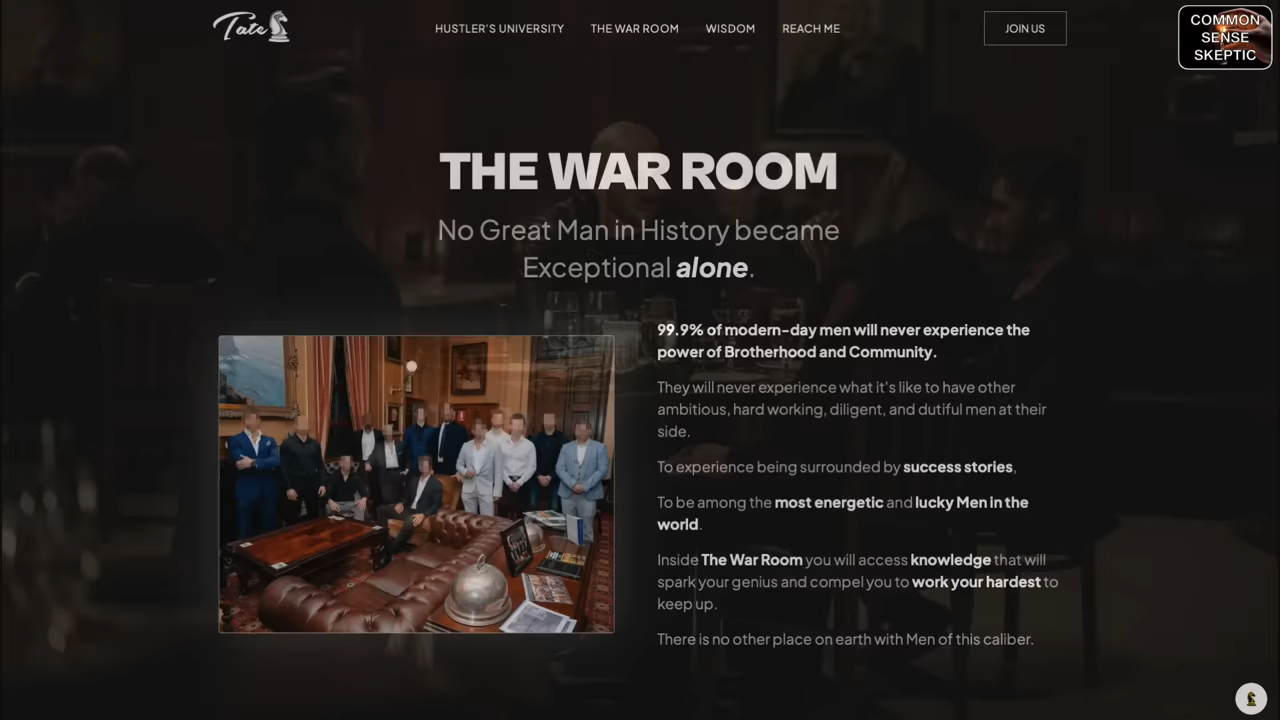 Tate
HUSTLER'S UNIVERSITY
THE WAR ROOM
WISDOM
REACH ME
JOIN US
COMMON
SENSE
SKEPTIC
THE WAR ROOM
No Great Man in History became
Exceptional alone.
99.9% of modern-day men will never experience the
power of Brotherhood and Community.
They will never experience what it's like to have other
ambitious, hard working, diligent, and dutiful men at their
side.
To experience being surrounded by success stories,
To be among the most energetic and lucky Men in the
world.
Inside The War Room you will access knowledge that will
spark your genius and compel you to work your hardest to
keep up.
There is no other place on earth with Men of this caliber.